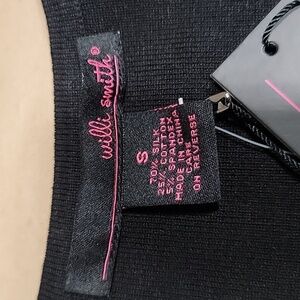 willi smith®
S
70% SILK
25% COTTON
5% SPANDEX
MADE IN CHINA
CARE
ON REVERSE